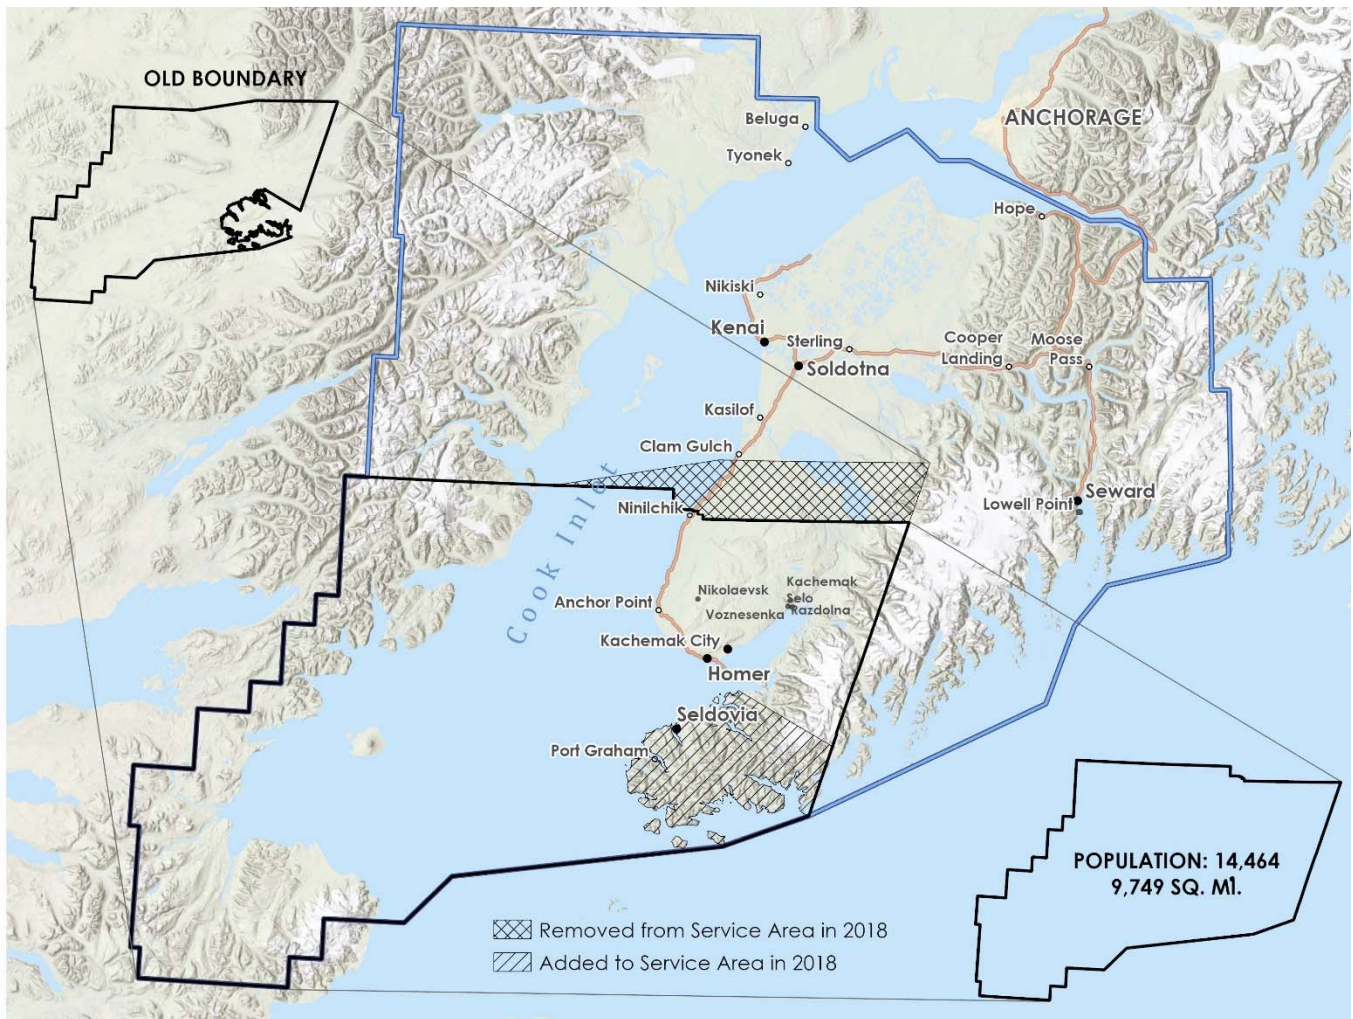 OLD BOUNDARY
Beluga
ANCHORAGE
Tyonek
Hope
Nikiski
Kenai
Sterling
Cooper
Landing
Moose
Pass
Soldotna
Kasilof
Clam Gulch
Cook Inlet
Ninilchik
Seward
Lowell Point
Nikolaevsk
Kachemak
Selo
Voznesenka
Razdolna
Anchor Point
Kachemak City
Homer
Seldovia
Port Graham
POPULATION: 14,464
9,749 SQ. MI.
Removed from Service Area in 2018
Added to Service Area in 2018